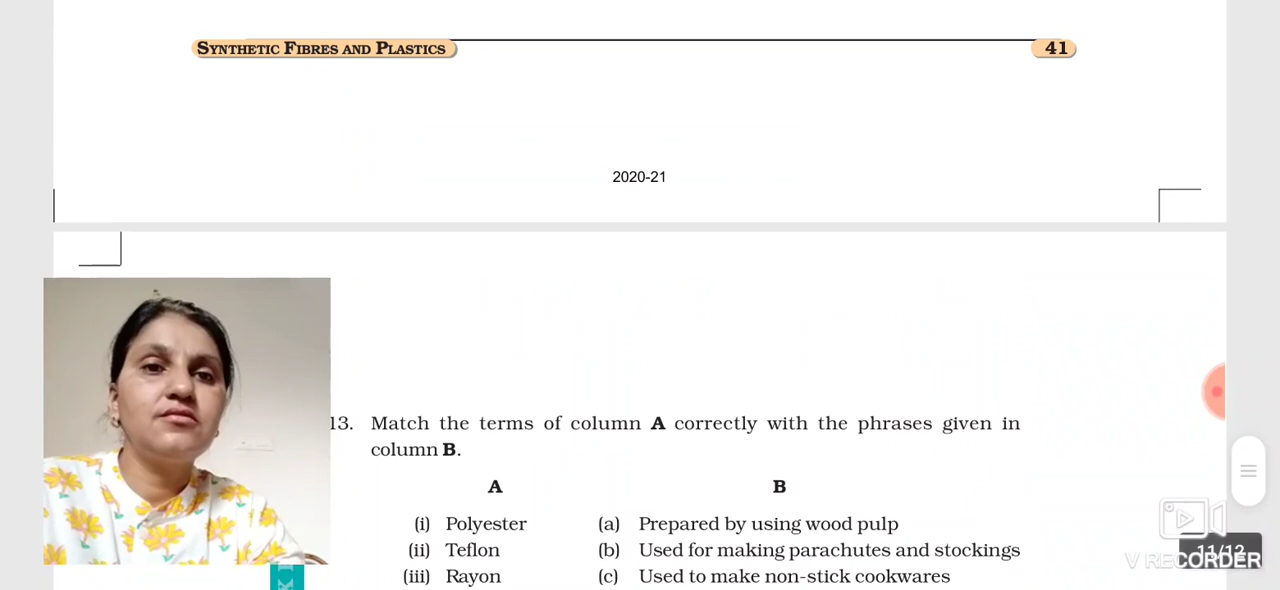 SYNTHETIC FIBRES AND PLASTICS 41
2020-21
13. Match the terms of column A correctly with the phrases given in
column B.
A B
(i) Polyester (a) Prepared by using wood pulp
(ii) Teflon (b) Used for making parachutes and stockings
(iii) Rayon (c) Used to make non-stick cookwares
11/12
V RECORDER